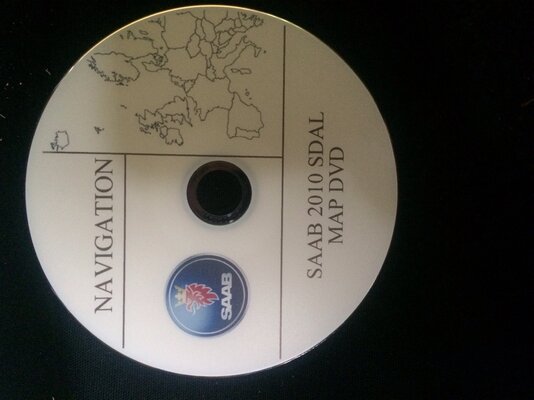 NAVIGATION
SAAB
SAAB 2010 SDAL
MAP DVD